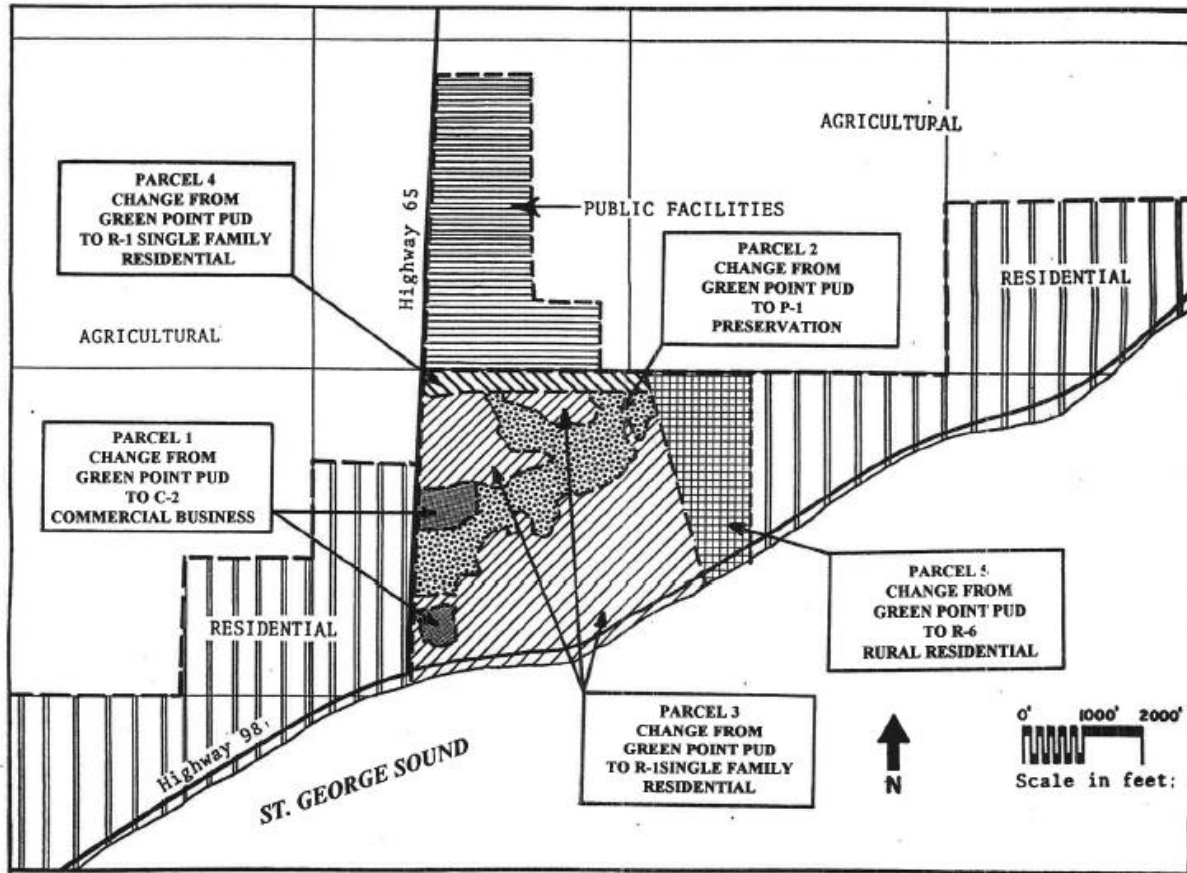 AGRICULTURAL
PARCEL 4
CHANGE FROM
GREEN POINT PUD
TO R-1 SINGLE FAMILY
RESIDENTIAL
Highway 65
PUBLIC FACILITIES
PARCEL 2
CHANGE FROM
GREEN POINT PUD
TO P-1
PRESERVATION
RESIDENTIAL
AGRICULTURAL
PARCEL 1
CHANGE FROM
GREEN POINT PUD
TO C-2
COMMERCIAL BUSINESS
RESIDENTIAL
PARCEL 5
CHANGE FROM
GREEN POINT PUD
TO R-6
RURAL RESIDENTIAL
PARCEL 3
CHANGE FROM
GREEN POINT PUD
TO R-1SINGLE FAMILY
RESIDENTIAL
Highway 98
ST. GEORGE SOUND
N
0' 1000' 2000'
Scale in feet: